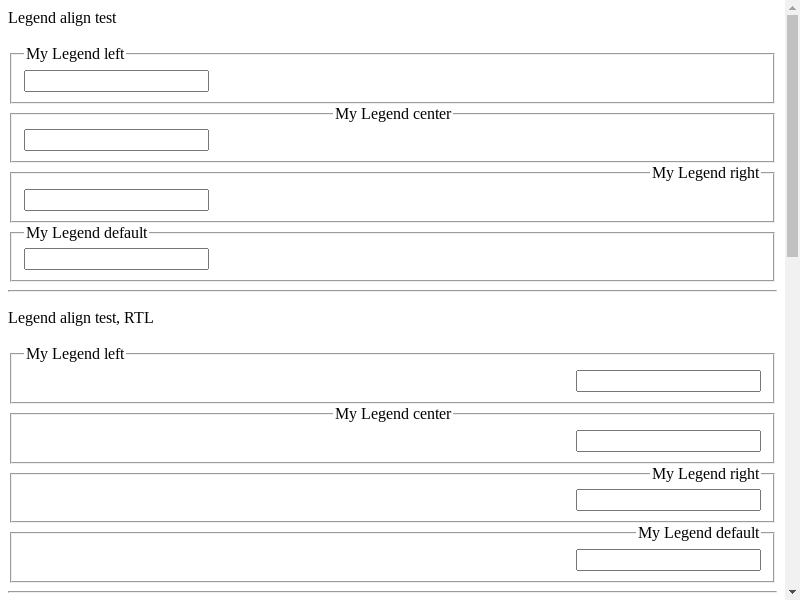 Legend align test
My Legend left
My Legend center
My Legend right
My Legend default
Legend align test, RTL
My Legend left
My Legend center
My Legend right
My Legend default